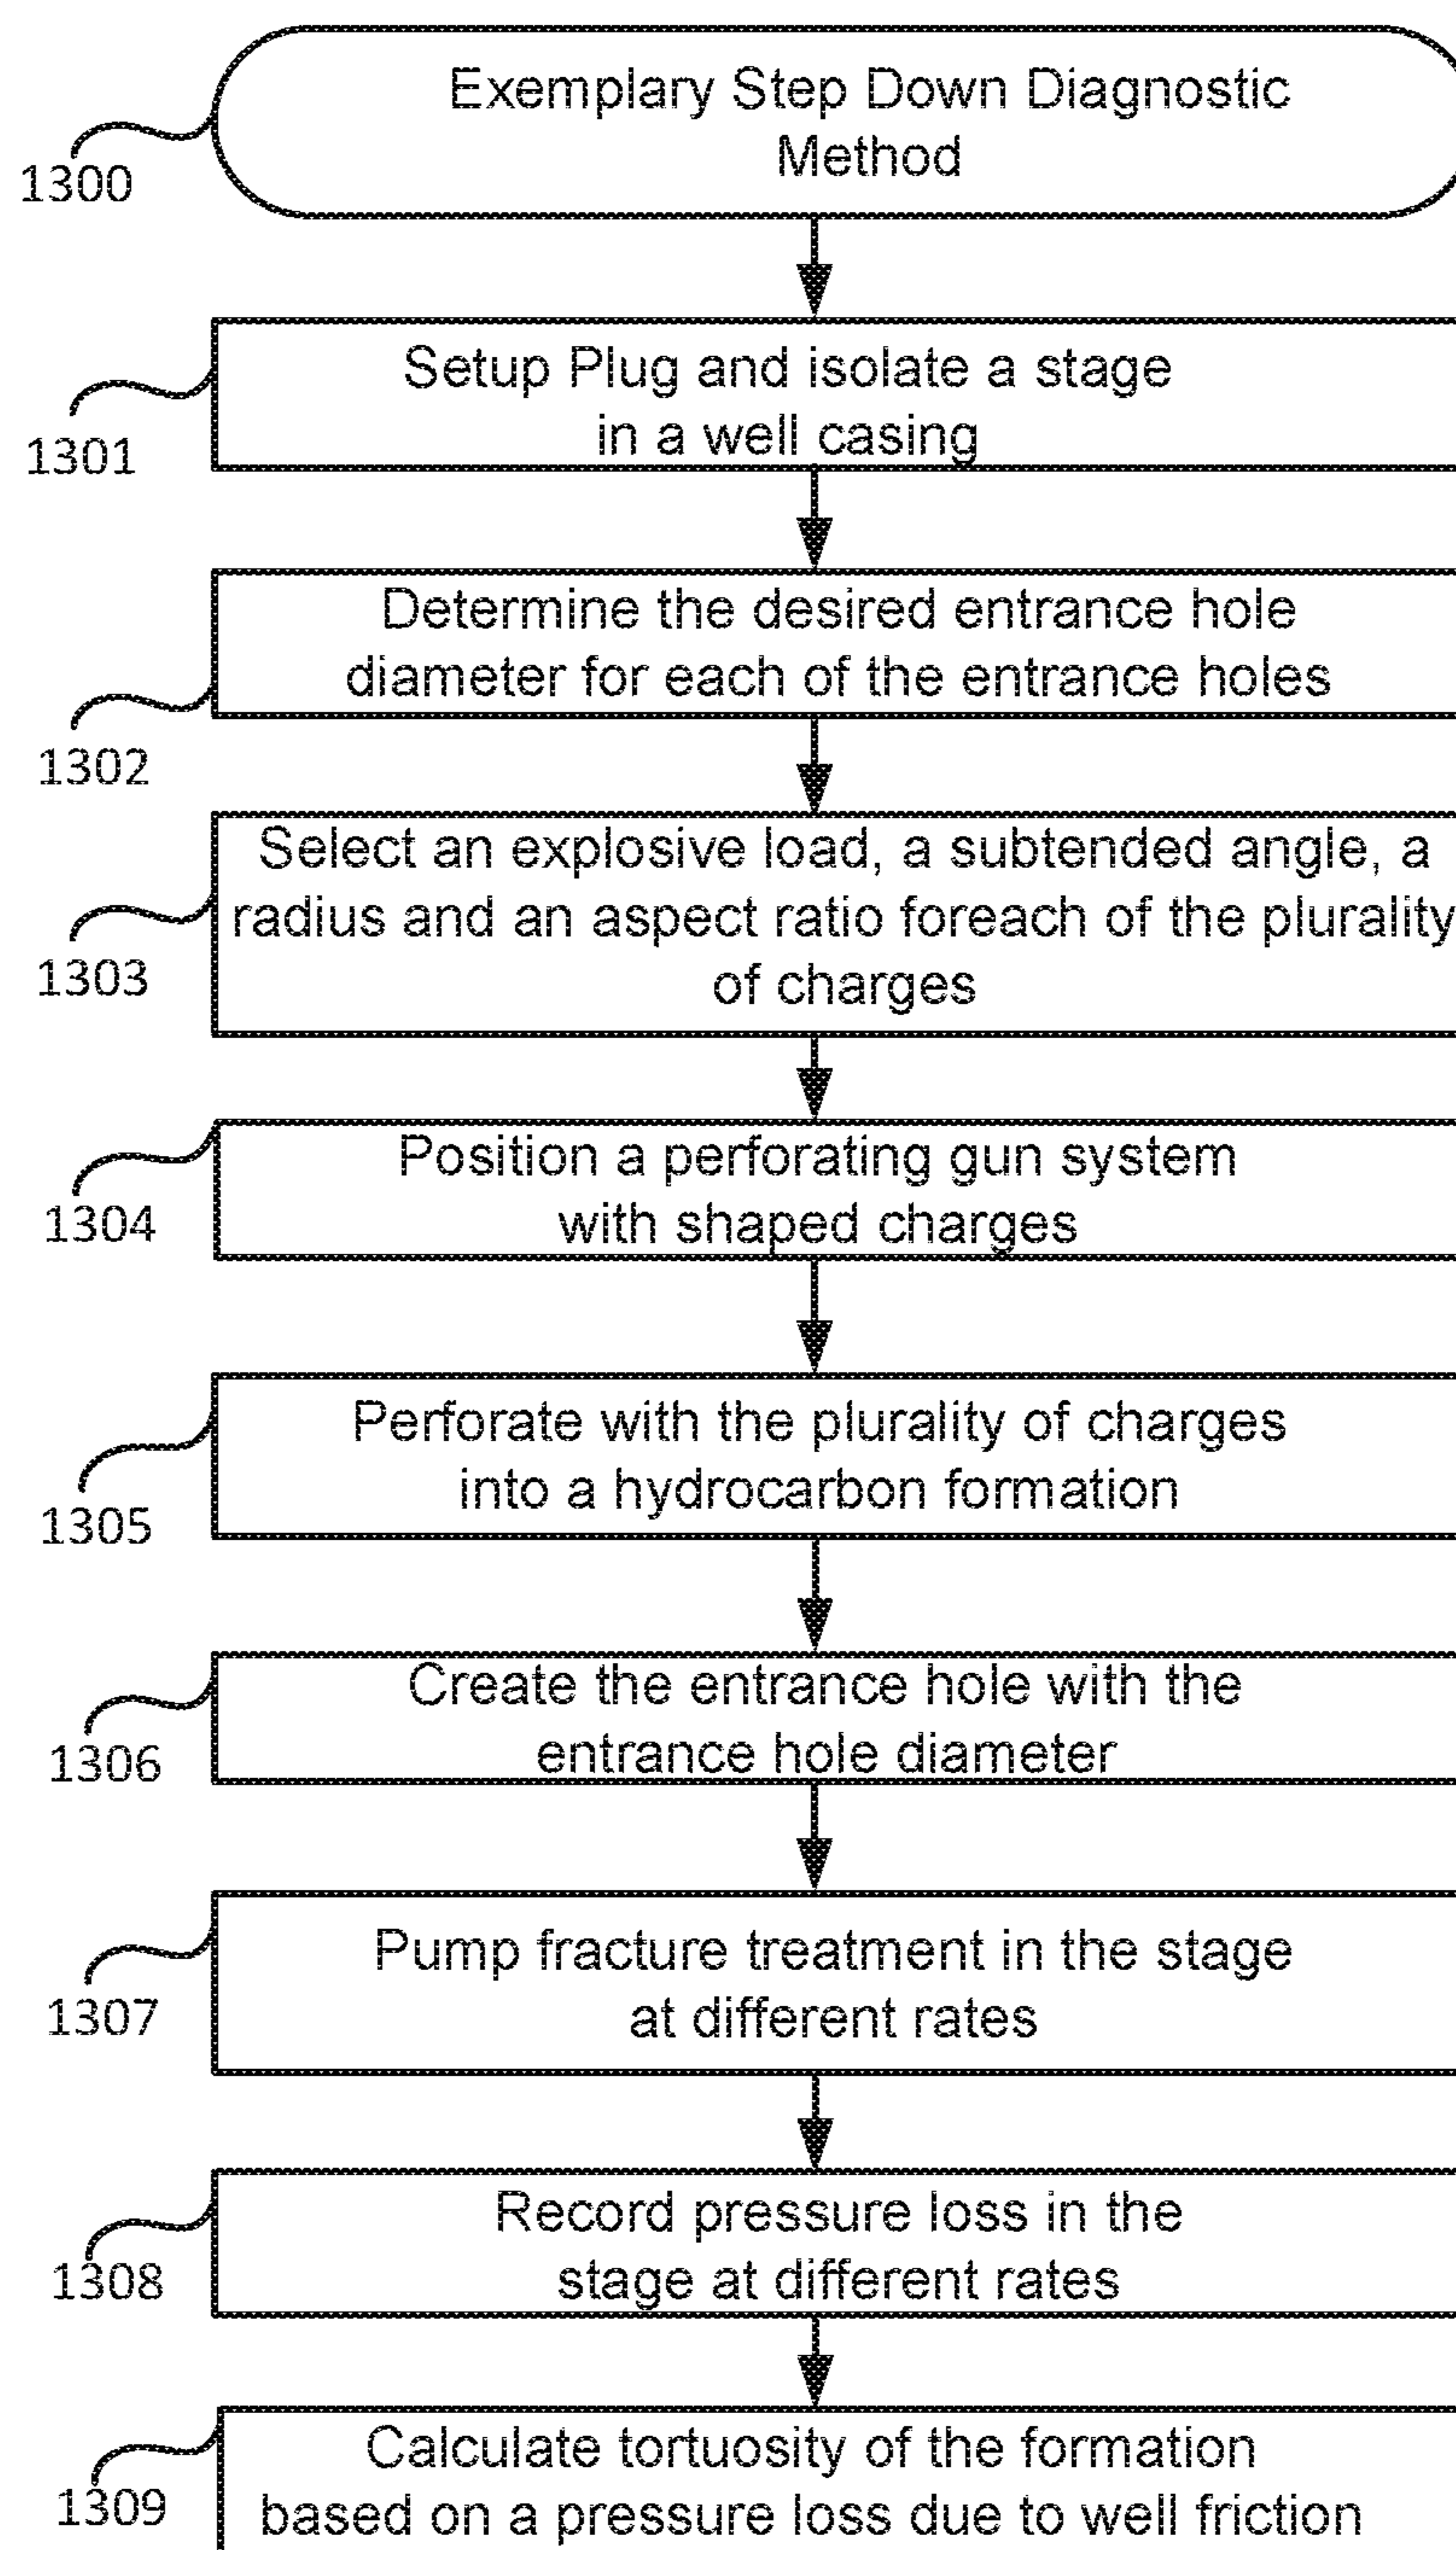 Exemplary Step Down Diagnostic
Method
1300
Setup Plug and isolate a stage
in a well casing
1301
Determine the desired entrance hole
diameter for each of the entrance holes
1302
Select an explosive load, a subtended angle, a
radius and an aspect ratio foreach of the plurality
of charges
1303
Position a perforating gun system
with shaped charges
1304
Perforate with the plurality of charges
into a hydrocarbon formation
1305
Create the entrance hole with the
entrance hole diameter
1306
Pump fracture treatment in the stage
at different rates
1307
Record pressure loss in the
stage at different rates
1308
Calculate tortuosity of the formation
based on a pressure loss due to well friction
1309